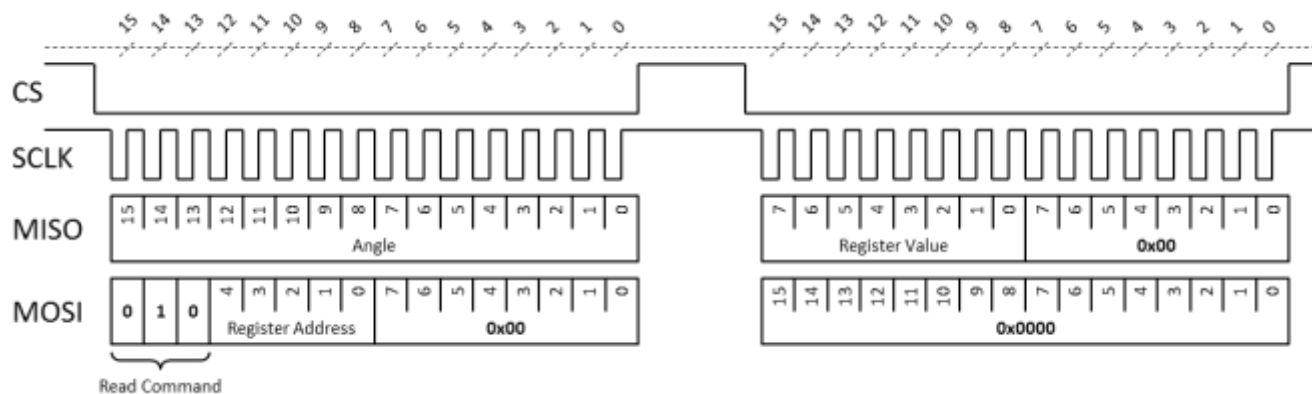 15 14 13 12 11 10 9 8 7 6 5 4 3 2 1 0 15 14 13 12 11 10 9 8 7 6 5 4 3 2 1 0
CS
SCLK
MISO 15 14 13 12 11 10 9 8 7 6 5 4 3 2 1 0 7 6 5 4 3 2 1 0 7 6 5 4 3 2 1 0
Angle Register Value 0x00
MOSI 0 1 0 4 3 2 1 0 7 6 5 4 3 2 1 0 15 14 13 12 11 10 9 8 7 6 5 4 3 2 1 0
Register Address 0x00 0x0000
Read Command